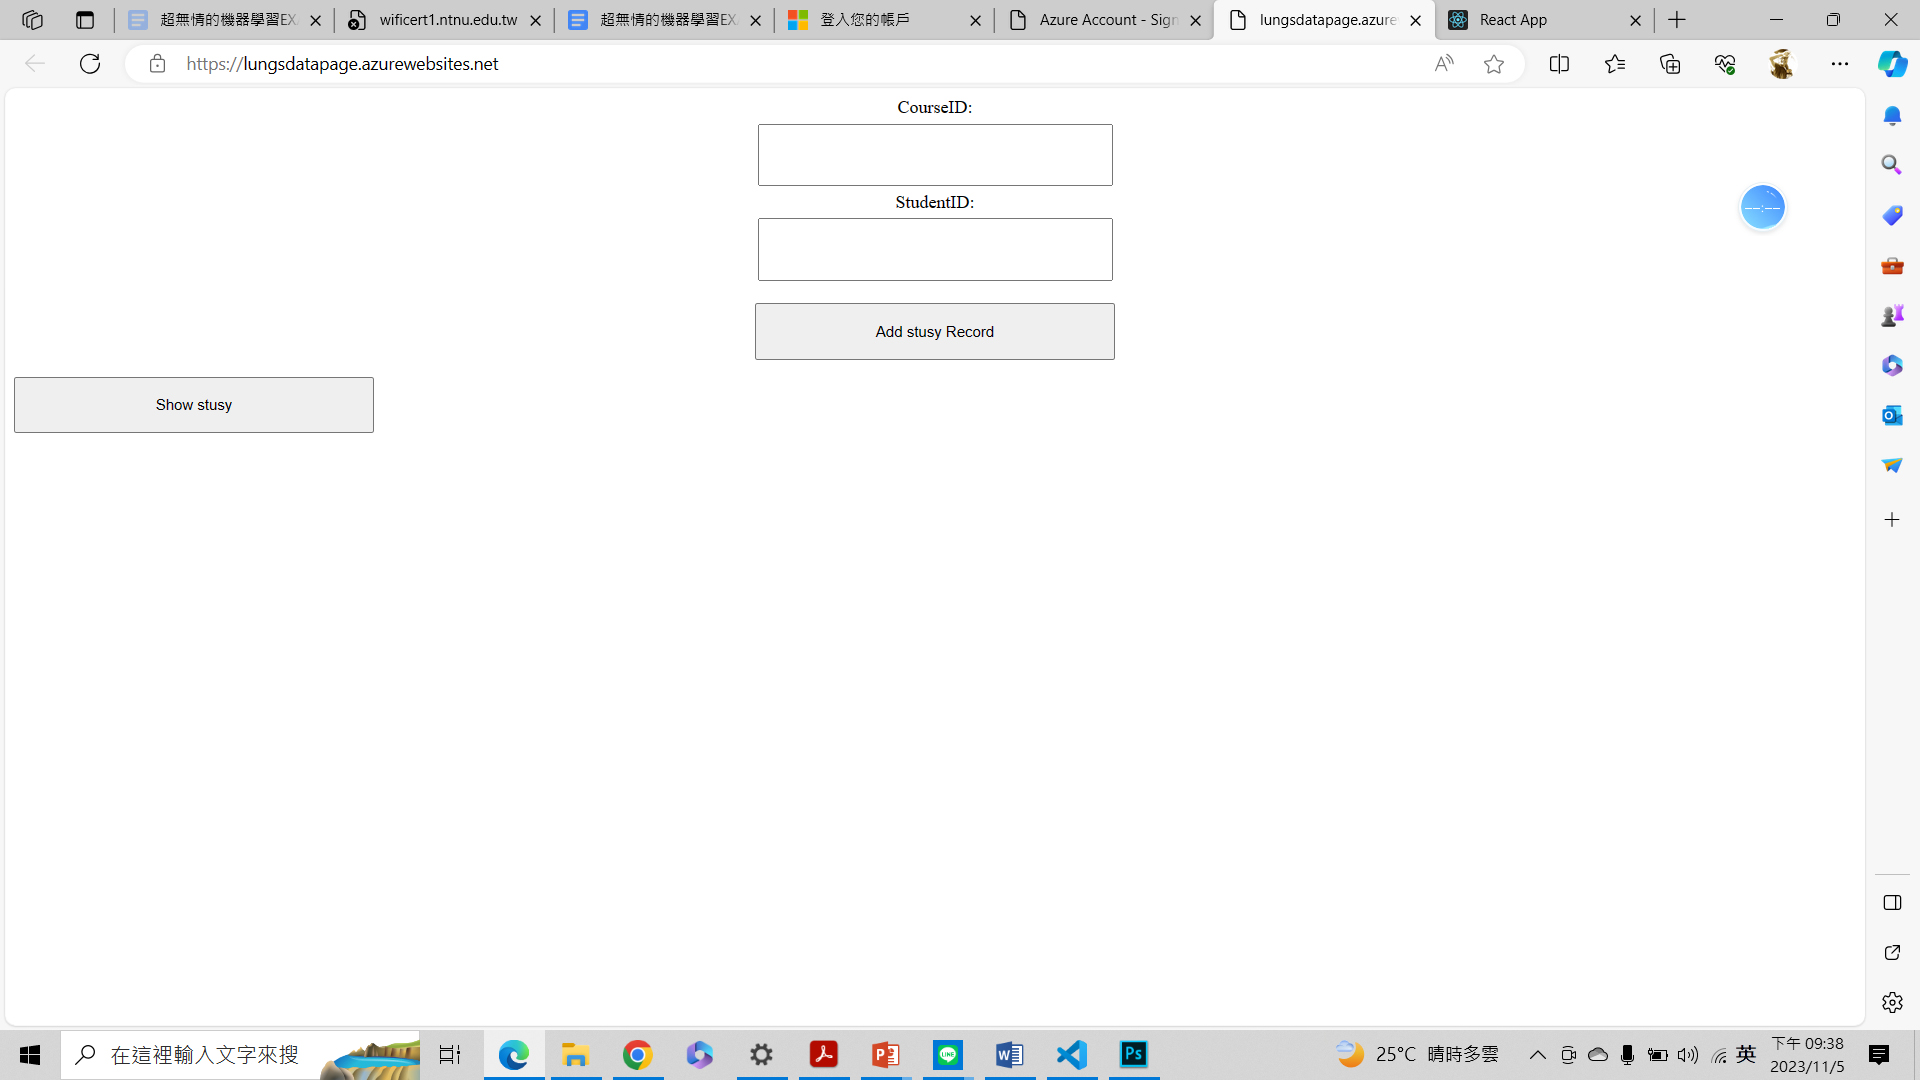 超無情的機器學習EX
wificert1.ntnu.edu.tw
超無情的機器學習EX
登入您的帳戶
Azure Account - Sign
lungsdatapage.azure
React App
https://lungsdatapage.azurewebsites.net
CourseID:
StudentID:
Add stusy Record
Show stusy
--:--
在這裡輸入文字來搜
25°C 晴時多雲
英
下午 09:38
2023/11/5